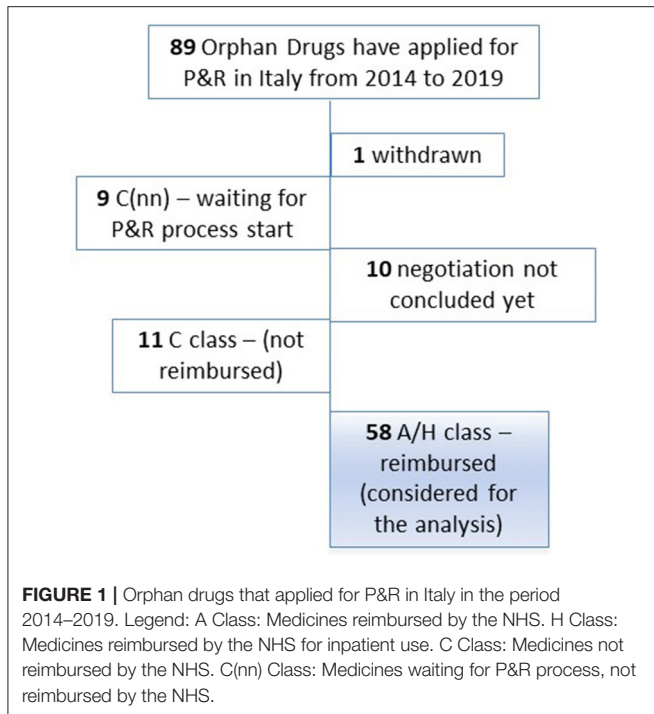 89 Orphan Drugs have applied for
P&R in Italy from 2014 to 2019
1 withdrawn
9 C(nn) – waiting for
P&R process start
10 negotiation not
concluded yet
11 C class – (not
reimbursed)
58 A/H class –
reimbursed
(considered for
the analysis)
FIGURE 1 | Orphan drugs that applied for P&R in Italy in the period
2014–2019. Legend: A Class: Medicines reimbursed by the NHS. H Class:
Medicines reimbursed by the NHS for inpatient use. C Class: Medicines not
reimbursed by the NHS. C(nn) Class: Medicines waiting for P&R process, not
reimbursed by the NHS.